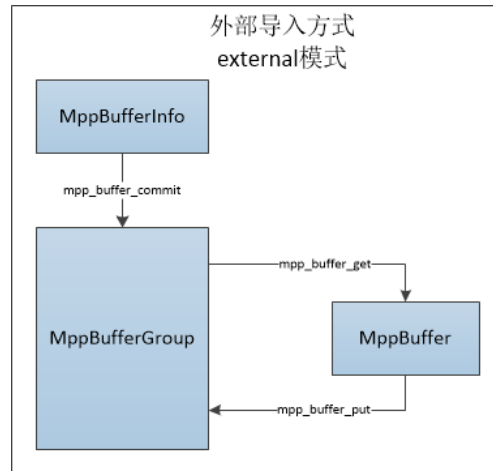 外部导入方式
external模式
MppBufferInfo
mpp_buffer_commit
mpp_buffer_get
MppBufferGroup
MppBuffer
mpp_buffer_put